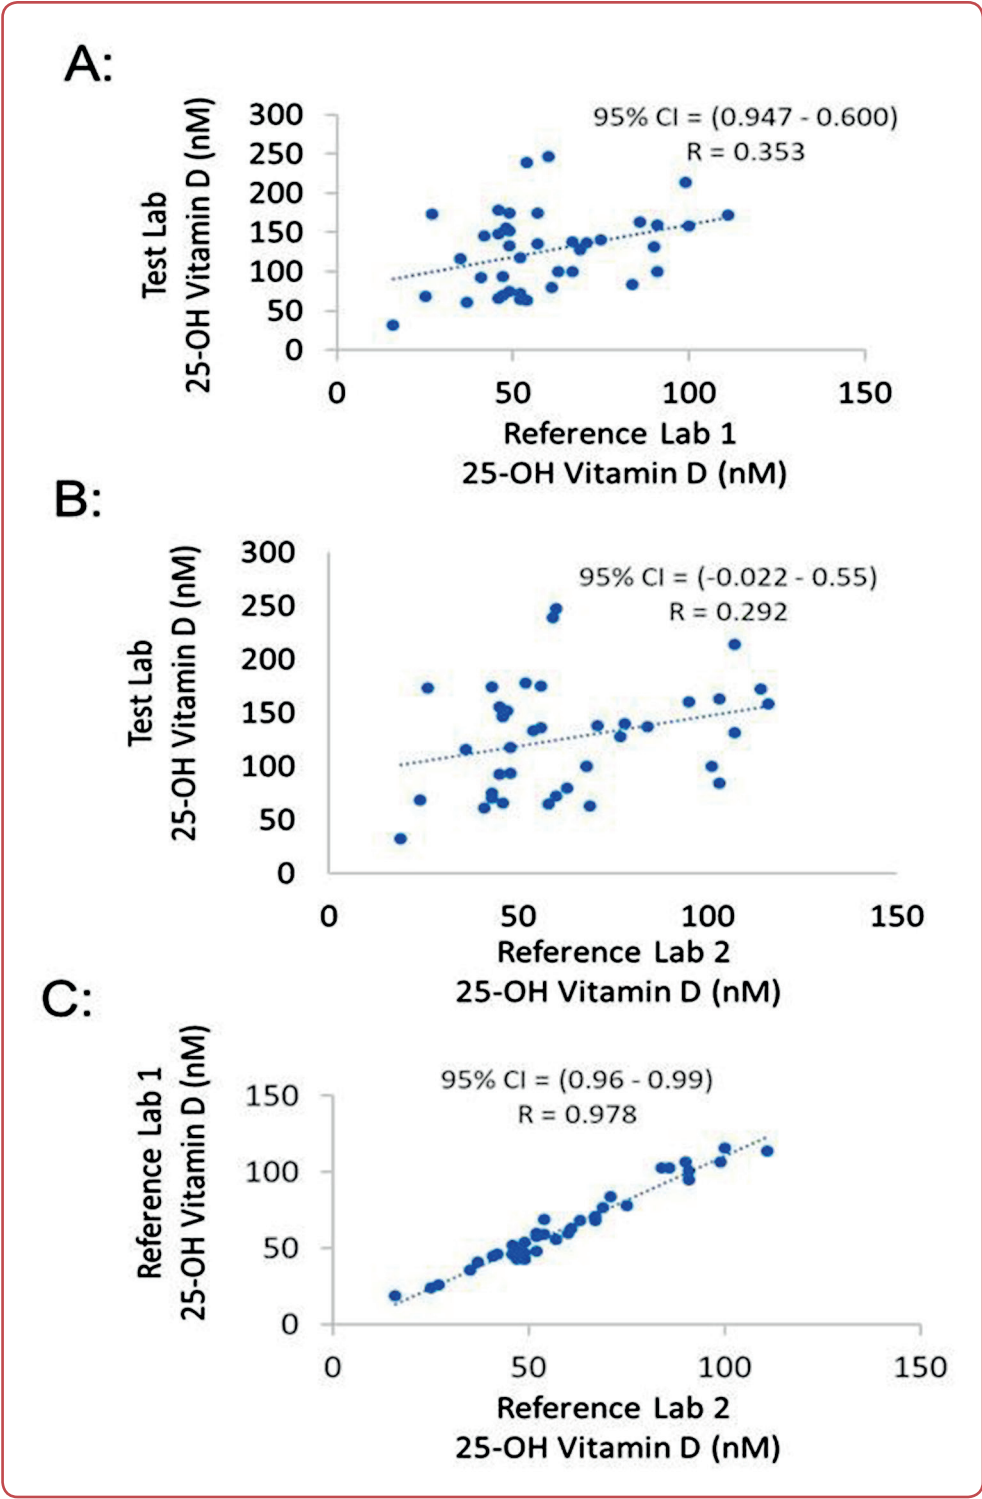 A:
300
250
200
150
100
50
0
Test Lab
25-OH Vitamin D (nM)
95% CI = (0.947 - 0.600)
R = 0.353
0 50 100 150
Reference Lab 1
25-OH Vitamin D (nM)
B:
300
250
200
150
100
50
0
Test Lab
25-OH Vitamin D (nM)
95% CI = (-0.022 - 0.55)
R = 0.292
0 50 100 150
Reference Lab 2
25-OH Vitamin D (nM)
C:
150
100
50
0
Reference Lab 1
25-OH Vitamin D (nM)
95% CI = (0.96 - 0.99)
R = 0.978
0 50 100 150
Reference Lab 2
25-OH Vitamin D (nM)